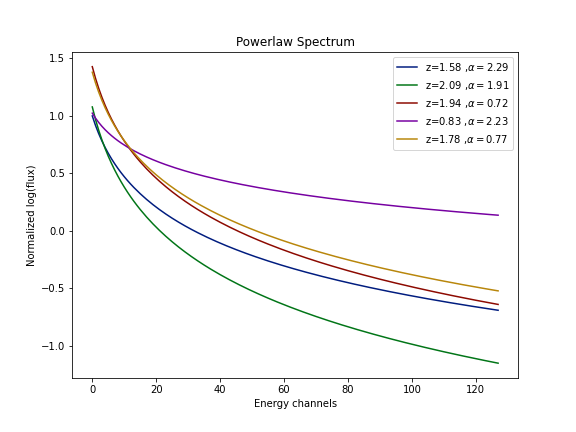 Powerlaw Spectrum
1.5
1.0
0.5
0.0
−0.5
−1.0
Normalized log(flux)
z=1.58 ,α = 2.29
z=2.09 ,α = 1.91
z=1.94 ,α = 0.72
z=0.83 ,α = 2.23
z=1.78 ,α = 0.77
0 20 40 60 80 100 120
Energy channels